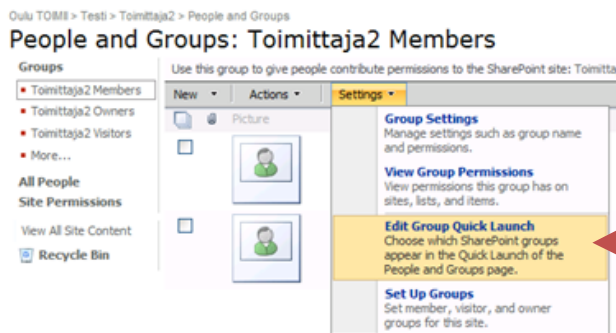 Oulu TOIMII > Testi > Toimittaja2 > People and Groups
People and Groups: Toimittaja2 Members
Groups
Toimittaja2 Members
Toimittaja2 Owners
Toimittaja2 Visitors
More...
All People
Site Permissions
View All Site Content
Recycle Bin
Use this group to give people contribute permissions to the SharePoint site: Toimitta
New Actions Settings
Picture
Group Settings
Manage settings such as group name
and permissions.
View Group Permissions
View permissions this group has on
sites, lists, and items.
Edit Group Quick Launch
Choose which SharePoint groups
appear in the Quick Launch of the
People and Groups page.
Set Up Groups
Set member, visitor, and owner
groups for this site.